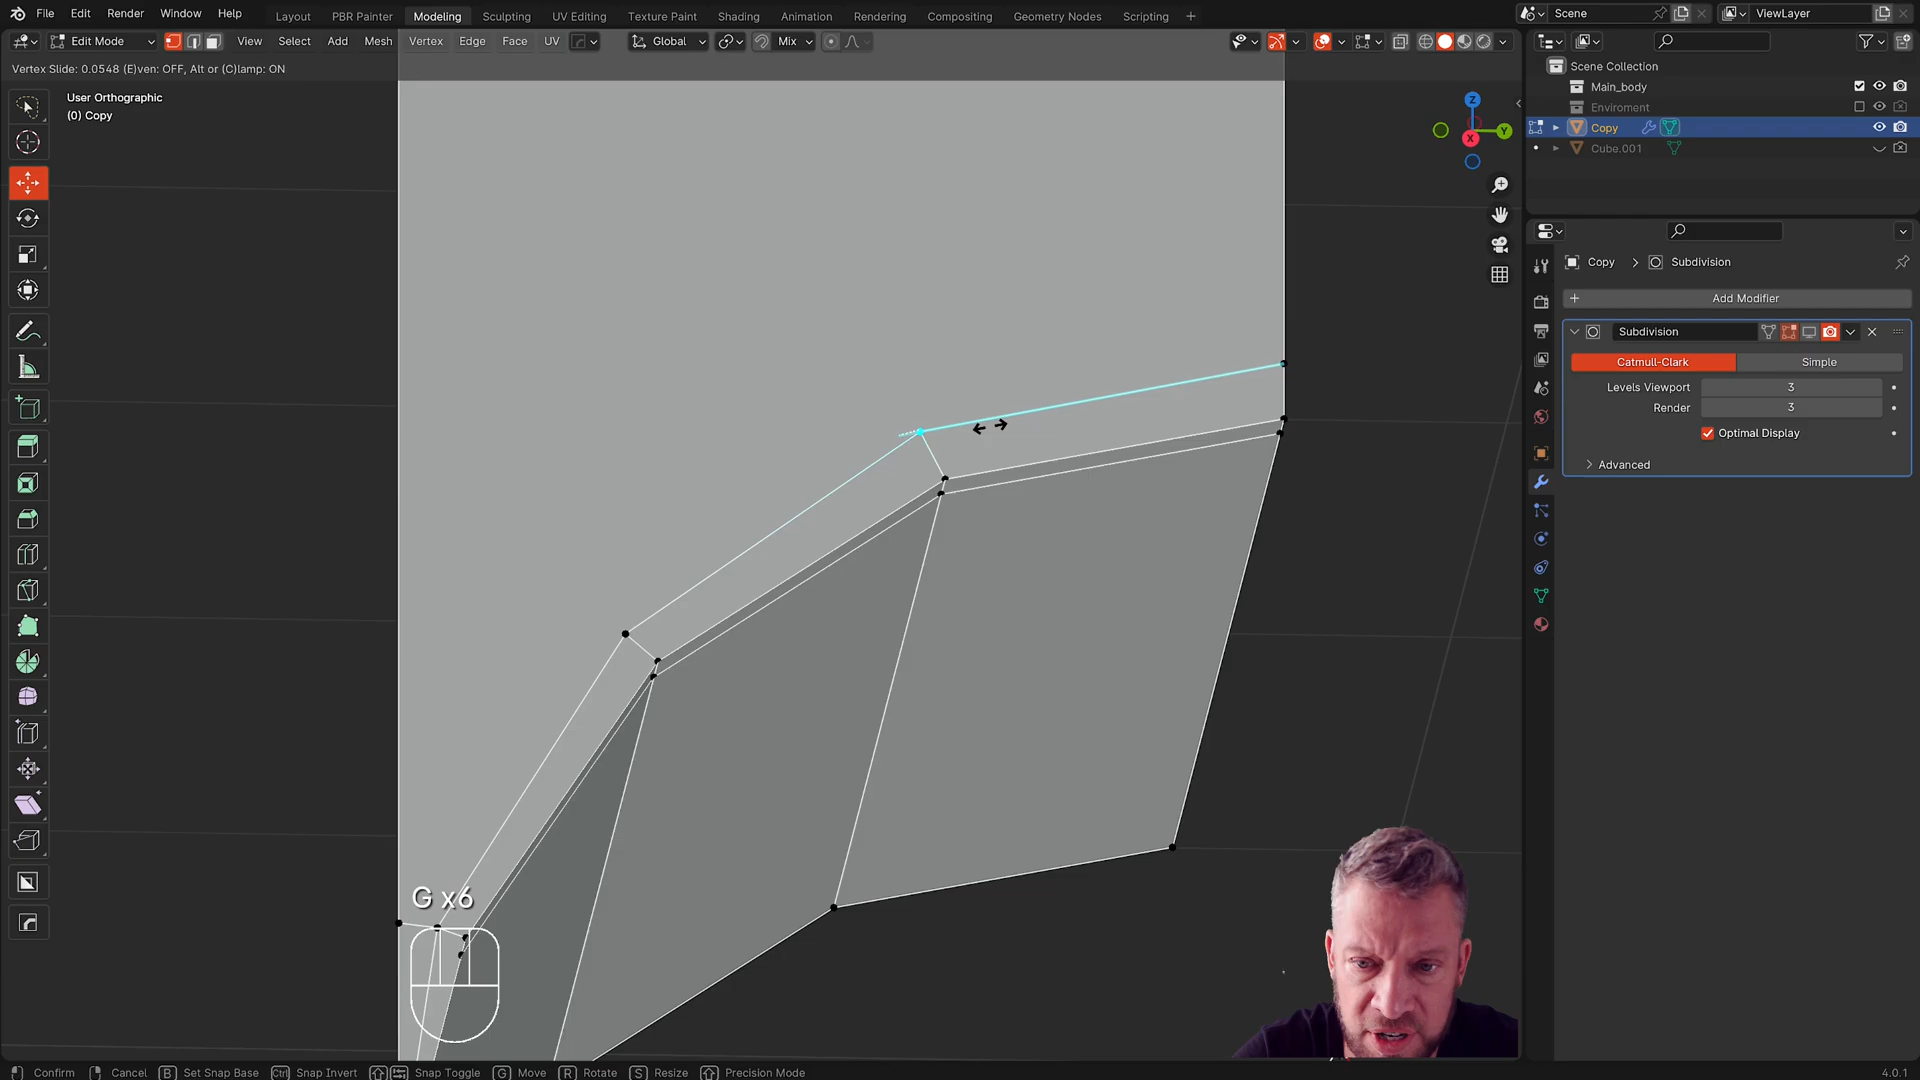 File Edit Render Window Help
Layout PBR Painter Modeling Sculpting UV Editing Texture Paint Shading Animation Rendering Compositing Geometry Nodes Scripting +
Scene ViewLayer
Edit Mode View Select Add Mesh Vertex Edge Face UV Global Mix
Vertex Slide: 0.0548 (E)ven: OFF, Alt or (C)lamp: ON
User Orthographic
(0) Copy
Z
Y
X
Scene Collection
Main_body
Enviroment
Copy
Cube.001
Copy > Subdivision
+ Add Modifier
Subdivision
Catmull-Clark Simple
Levels Viewport 3
Render 3
Optimal Display
Advanced
G x6
Confirm Cancel B Set Snap Base Ctrl Snap Invert Snap Toggle G Move R Rotate S Resize Precision Mode
4.0.1